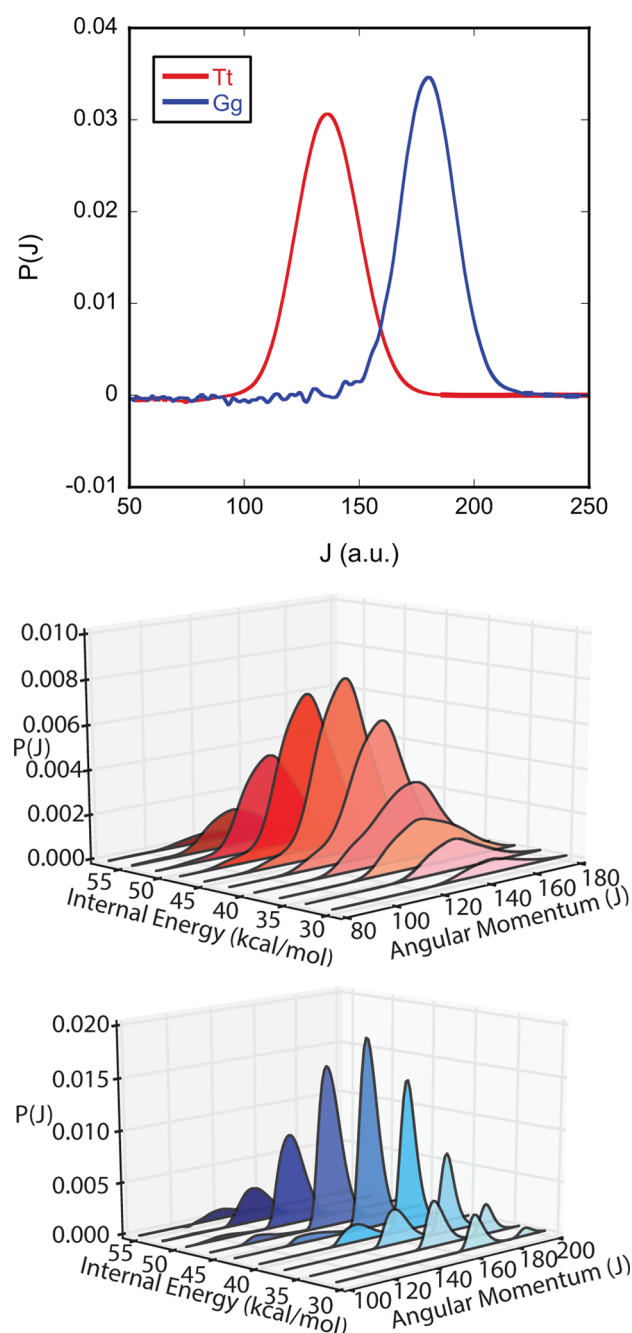 0.04
Tt
Gg
0.03
0.02
P(J)
0.01
0
-0.01
50 100 150 200 250
J (a.u.)
0.010
0.008
0.006
P(J)
0.004
0.002
0.000
55 50 45 40 35 30 80 100 120 140 160 180
Internal Energy (kcal/mol) Angular Momentum (J)
0.020
0.015
P(J) 0.010
0.005
0.000
55 50 45 40 35 30 100 120 140 160 180 200
Internal Energy (kcal/mol) Angular Momentum (J)